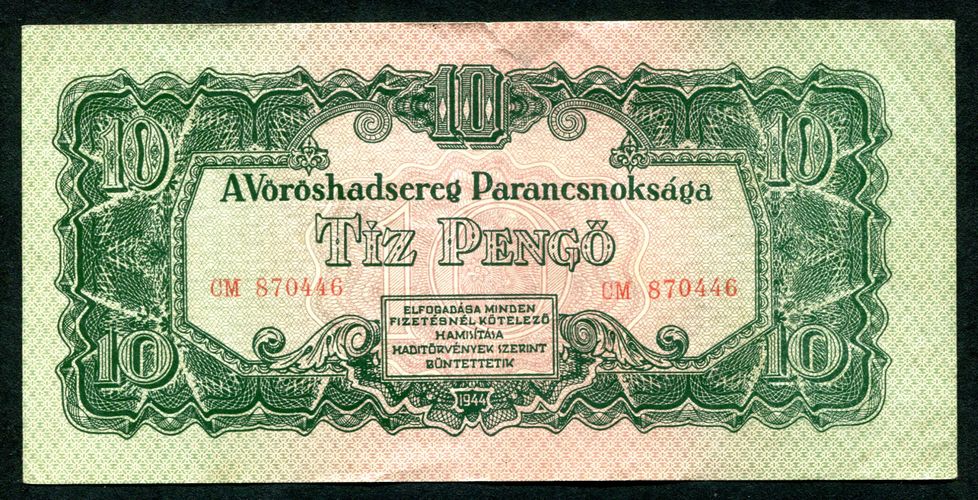 10
10 10
A Vöröshadsereg Parancsnoksága
Tíz Pengő
CM 870446 CM 870446
ELFOGADÁSA MINDEN
FIZETÉSNÉL KÖTELEZŐ
HAMISÍTÁSA
HADITÖRVÉNYEK SZERINT
BÜNTETTETIK
10 10
1944